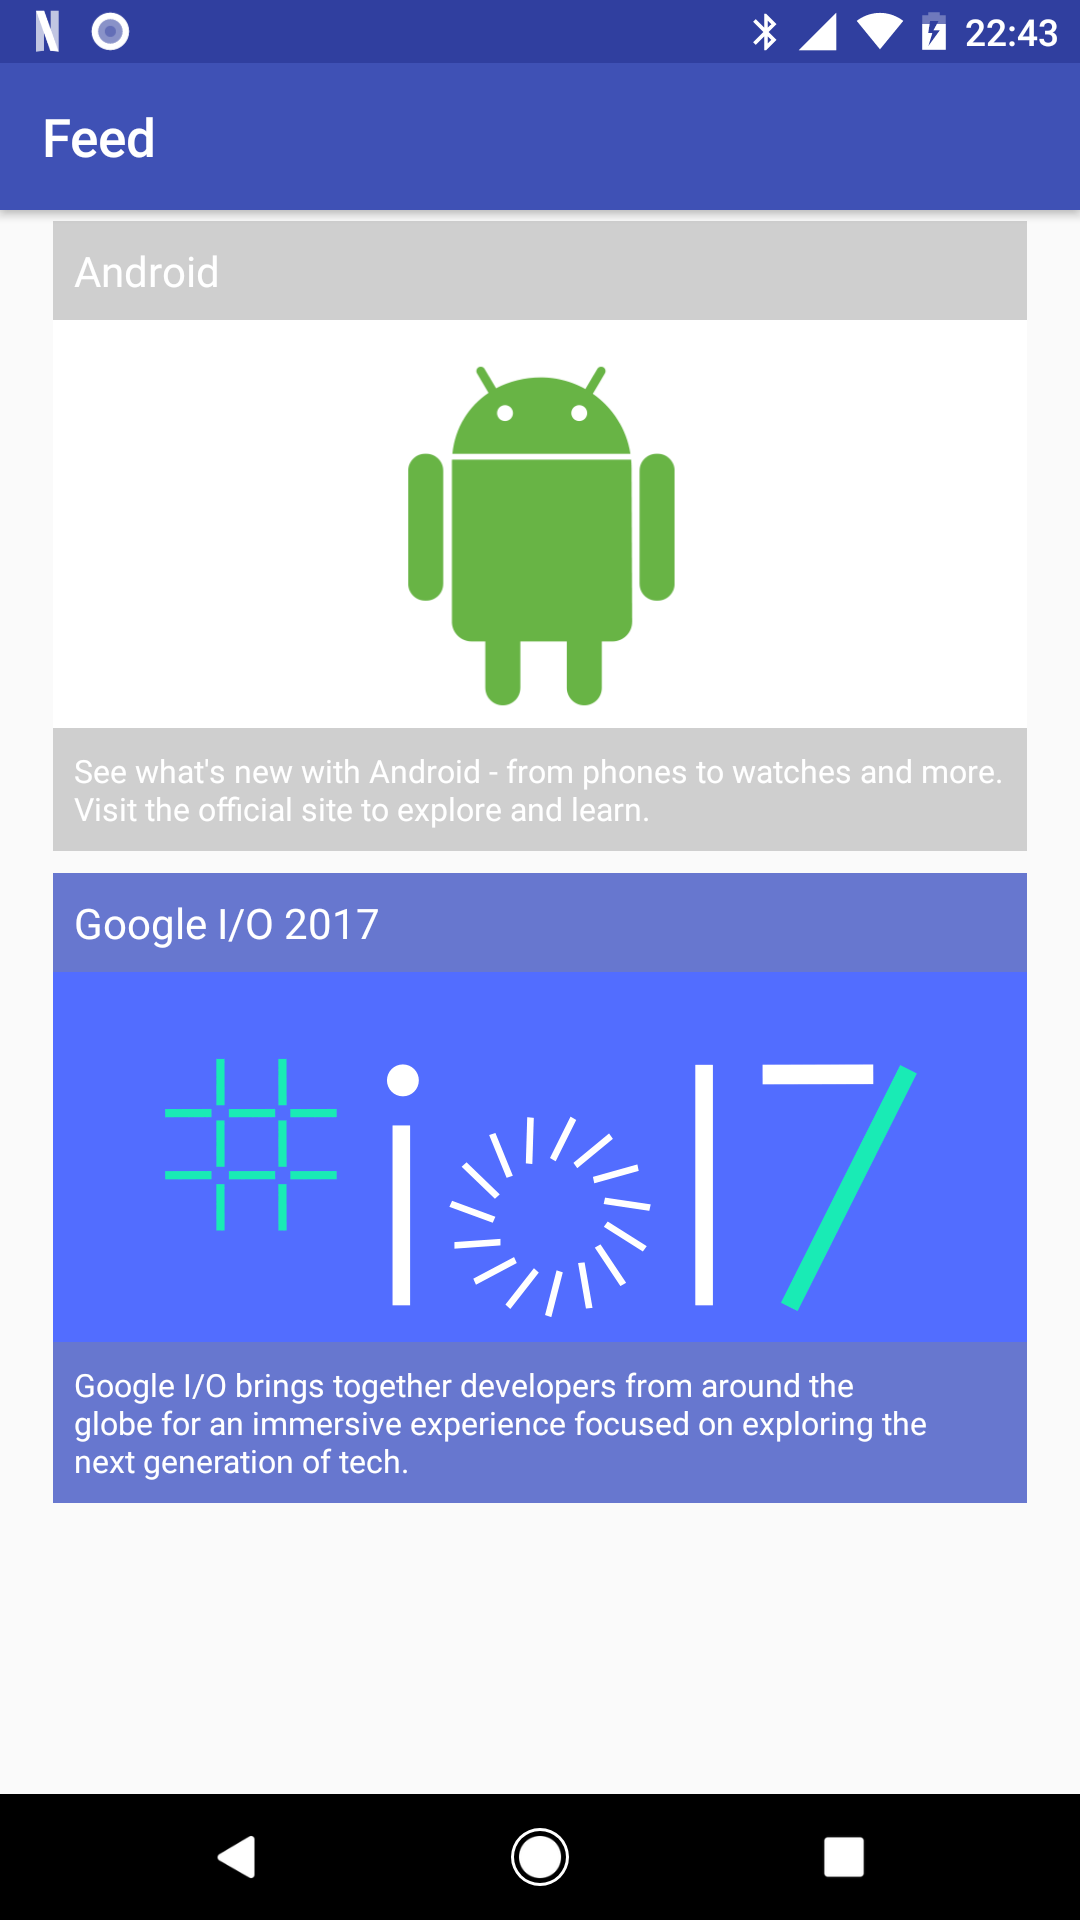 22:43
Feed
Android
See what's new with Android - from phones to watches and more.
Visit the official site to explore and learn.
Google I/O 2017
#io17
Google I/O brings together developers from around the
globe for an immersive experience focused on exploring the
next generation of tech.